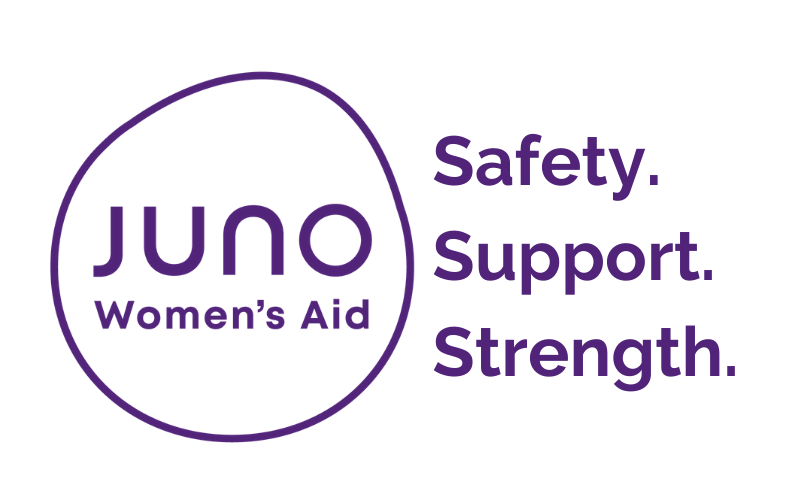 JUNO
Women's Aid
Safety.
Support.
Strength.